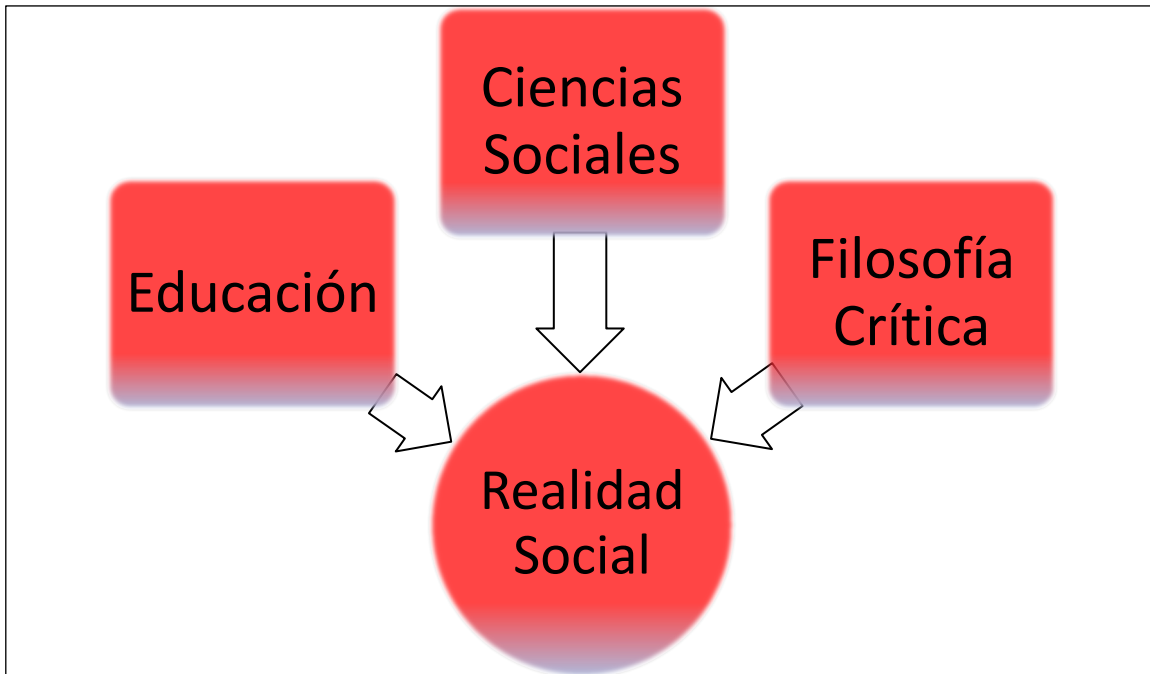 Ciencias
Sociales
Educación
Filosofía
Crítica
Realidad
Social